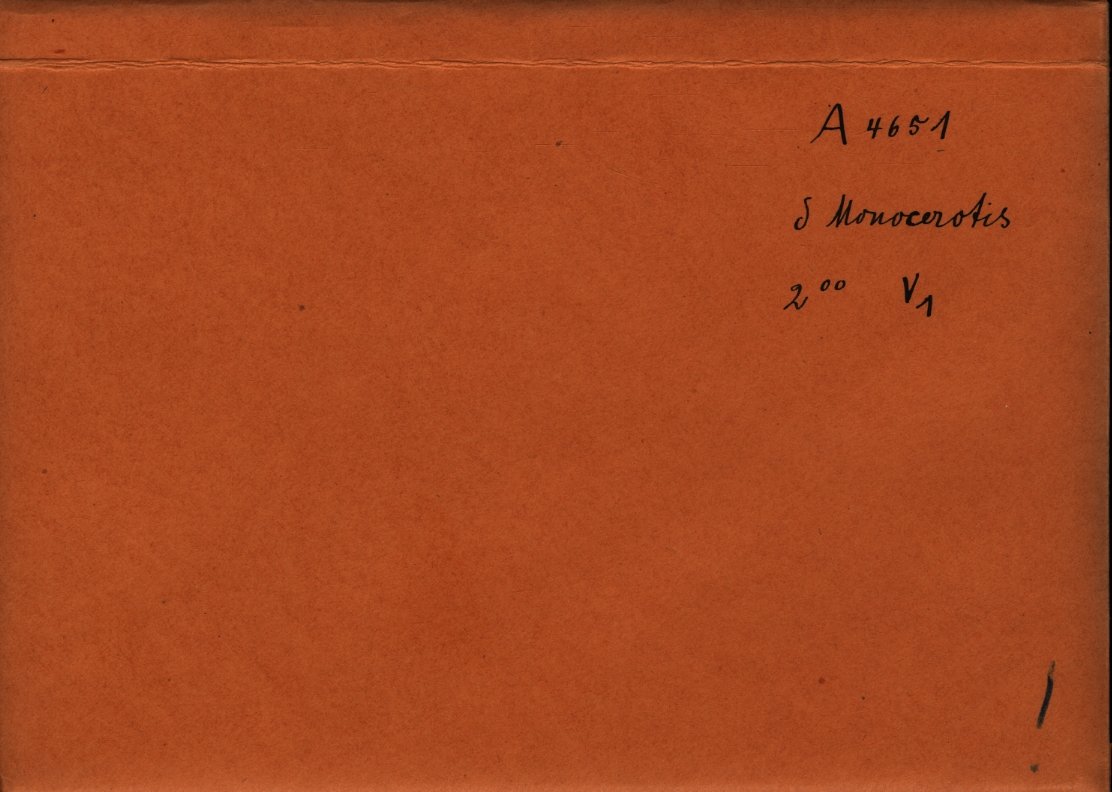 A 4651
δ Monocerotis
2⁰⁰ V₁